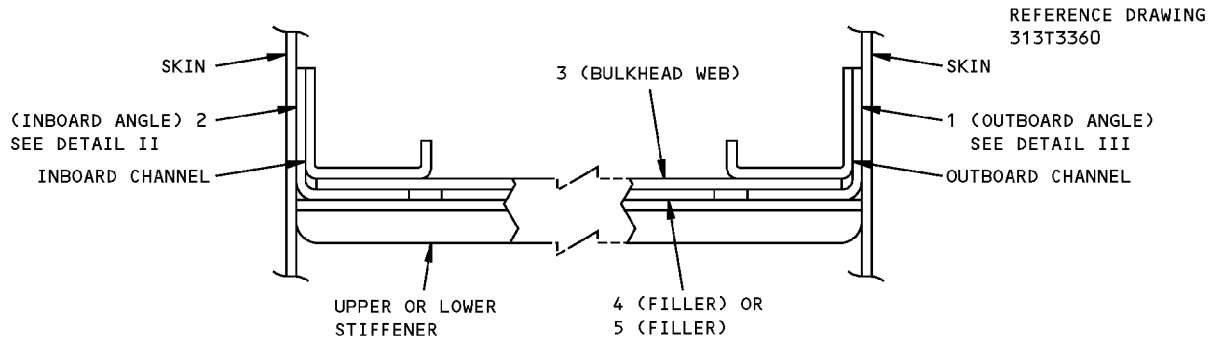 REFERENCE DRAWING
313T3360
SKIN
3 (BULKHEAD WEB)
SKIN
(INBOARD ANGLE) 2
SEE DETAIL II
1 (OUTBOARD ANGLE)
SEE DETAIL III
INBOARD CHANNEL
OUTBOARD CHANNEL
UPPER OR LOWER
STIFFENER
4 (FILLER) OR
5 (FILLER)